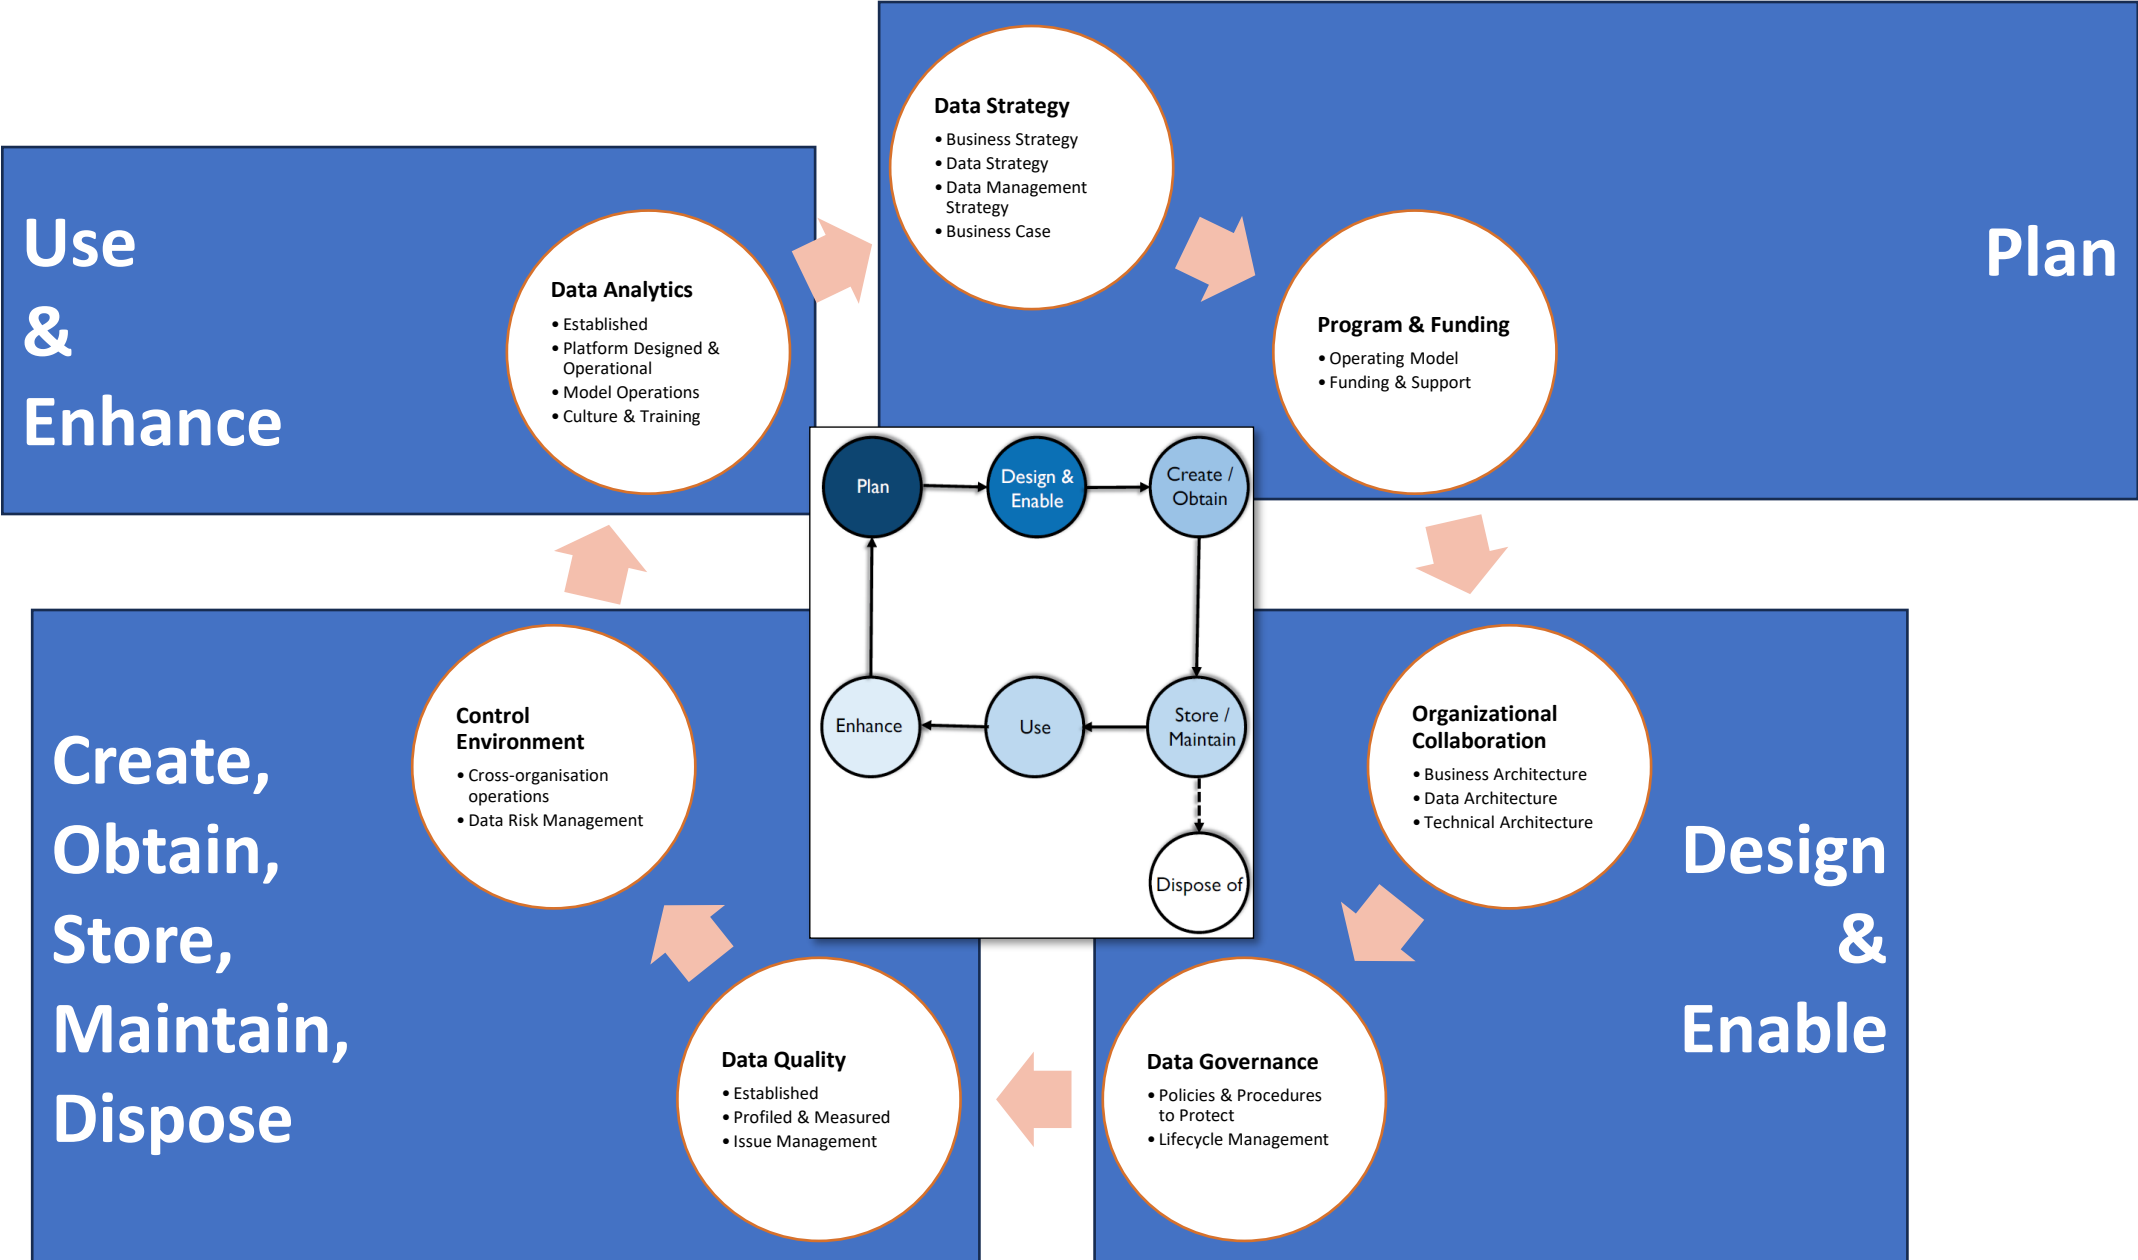 Data Strategy
• Business Strategy
• Data Strategy
• Data Management
Strategy
• Business Case
Plan
Program & Funding
• Operating Model
• Funding & Support
Use
&
Enhance
Data Analytics
• Established
• Platform Designed &
Operational
• Model Operations
• Culture & Training
Plan
Design &
Enable
Create /
Obtain
Enhance
Use
Store /
Maintain
Dispose of
Organizational
Collaboration
• Business Architecture
• Data Architecture
• Technical Architecture
Design
&
Enable
Data Governance
• Policies & Procedures
to Protect
• Lifecycle Management
Data Quality
• Established
• Profiled & Measured
• Issue Management
Control
Environment
• Cross-organisation
operations
• Data Risk Management
Create,
Obtain,
Store,
Maintain,
Dispose